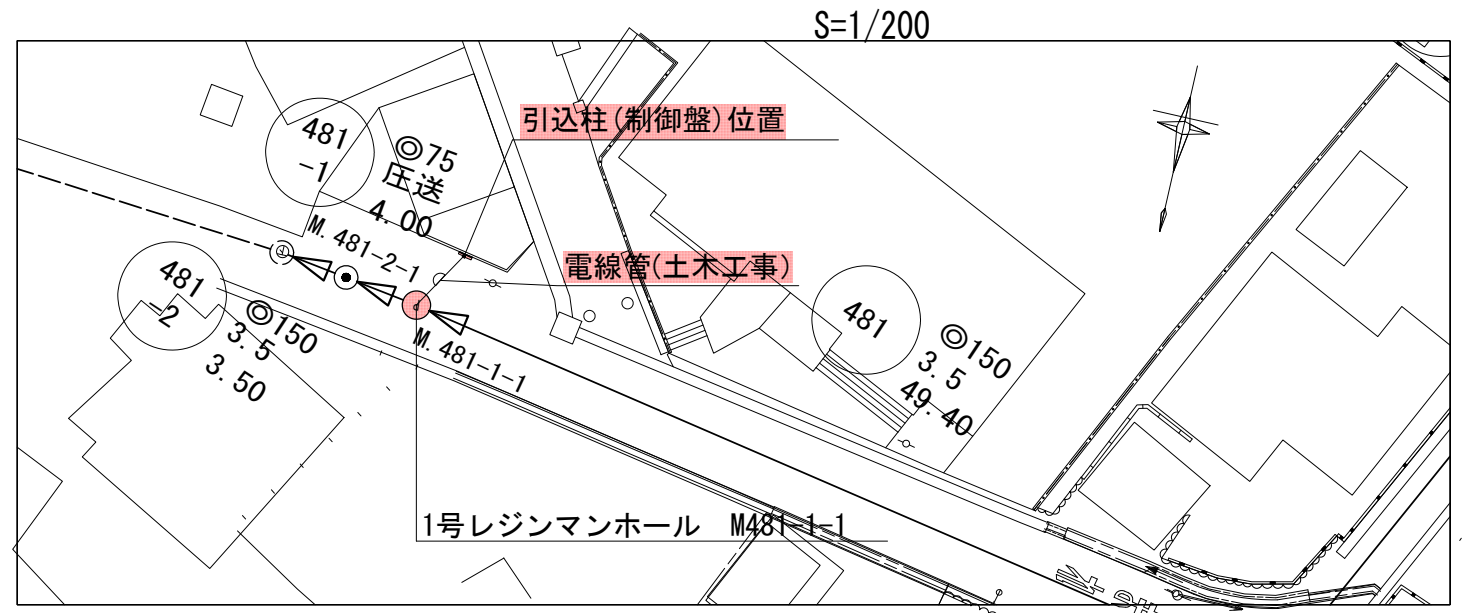 S=1/200
引込柱(制御盤)位置
481
-1
◎75
圧送
4.00
M. 481-2-1
電線管(土木工事)
481
-2
◎150
3.5
3.50
M. 481-1-1
481
◎150
3.5
49.40
1号レジンマンホール　M481-1-1